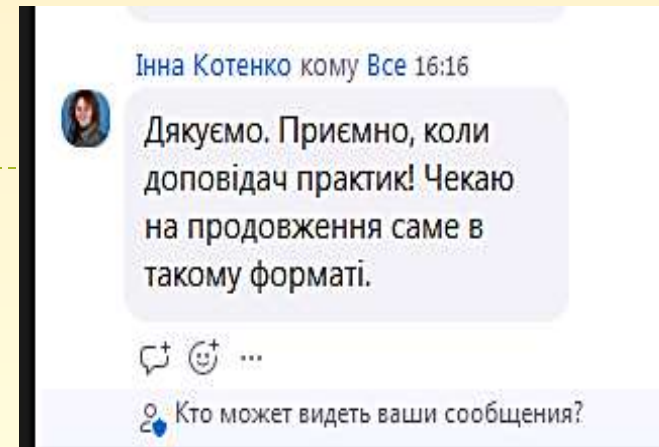 Інна Котенко кому Все 16:16
Дякуємо. Приємно, коли
доповідач практик! Чекаю
на продовження саме в
такому форматі.
Кто может видеть ваши сообщения?